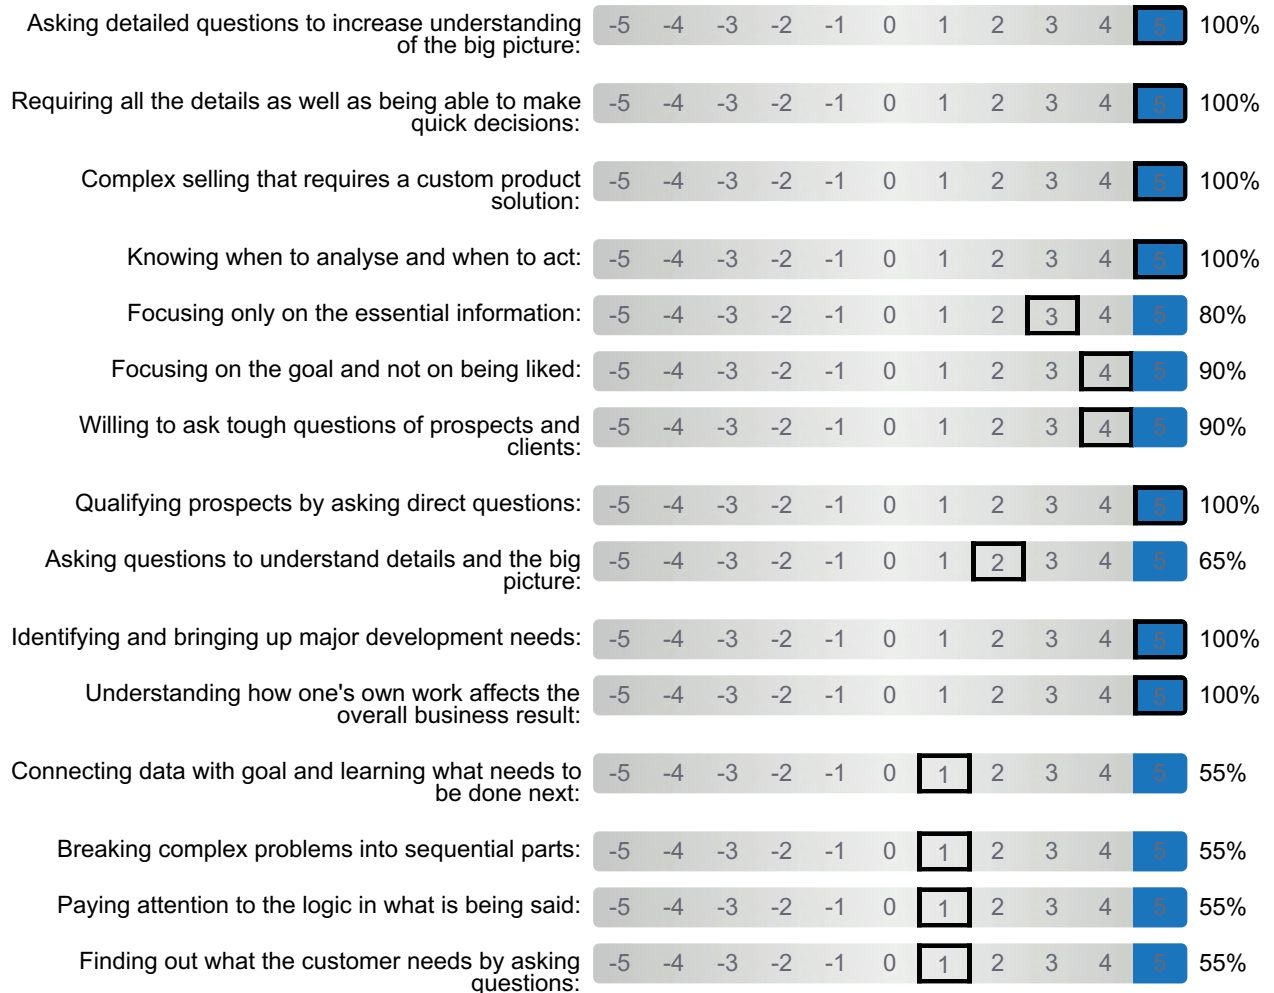 Asking detailed questions to increase understanding
of the big picture:
-5 -4 -3 -2 -1 0 1 2 3 4 5 100%
Requiring all the details as well as being able to make
quick decisions:
-5 -4 -3 -2 -1 0 1 2 3 4 5 100%
Complex selling that requires a custom product
solution:
-5 -4 -3 -2 -1 0 1 2 3 4 5 100%
Knowing when to analyse and when to act:
-5 -4 -3 -2 -1 0 1 2 3 4 5 100%
Focusing only on the essential information:
-5 -4 -3 -2 -1 0 1 2 3 4 5 80%
Focusing on the goal and not on being liked:
-5 -4 -3 -2 -1 0 1 2 3 4 5 90%
Willing to ask tough questions of prospects and
clients:
-5 -4 -3 -2 -1 0 1 2 3 4 5 90%
Qualifying prospects by asking direct questions:
-5 -4 -3 -2 -1 0 1 2 3 4 5 100%
Asking questions to understand details and the big
picture:
-5 -4 -3 -2 -1 0 1 2 3 4 5 65%
Identifying and bringing up major development needs:
-5 -4 -3 -2 -1 0 1 2 3 4 5 100%
Understanding how one's own work affects the
overall business result:
-5 -4 -3 -2 -1 0 1 2 3 4 5 100%
Connecting data with goal and learning what needs to
be done next:
-5 -4 -3 -2 -1 0 1 2 3 4 5 55%
Breaking complex problems into sequential parts:
-5 -4 -3 -2 -1 0 1 2 3 4 5 55%
Paying attention to the logic in what is being said:
-5 -4 -3 -2 -1 0 1 2 3 4 5 55%
Finding out what the customer needs by asking
questions:
-5 -4 -3 -2 -1 0 1 2 3 4 5 55%